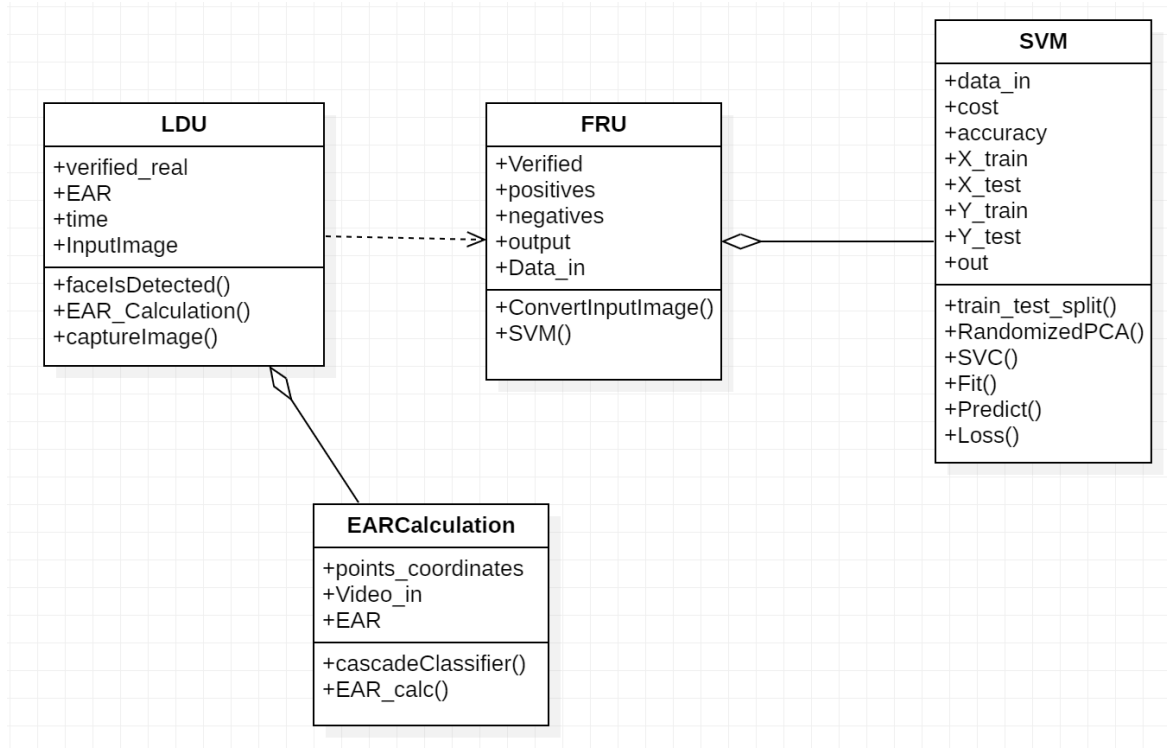 LDU
+verified_real
+EAR
+time
+InputImage
+faceIsDetected()
+EAR_Calculation()
+captureImage()
FRU
+Verified
+positives
+negatives
+output
+Data_in
+ConvertInputImage()
+SVM()
SVM
+data_in
+cost
+accuracy
+X_train
+X_test
+Y_train
+Y_test
+out
+train_test_split()
+RandomizedPCA()
+SVC()
+Fit()
+Predict()
+Loss()
EARCalculation
+points_coordinates
+Video_in
+EAR
+cascadeClassifier()
+EAR_calc()